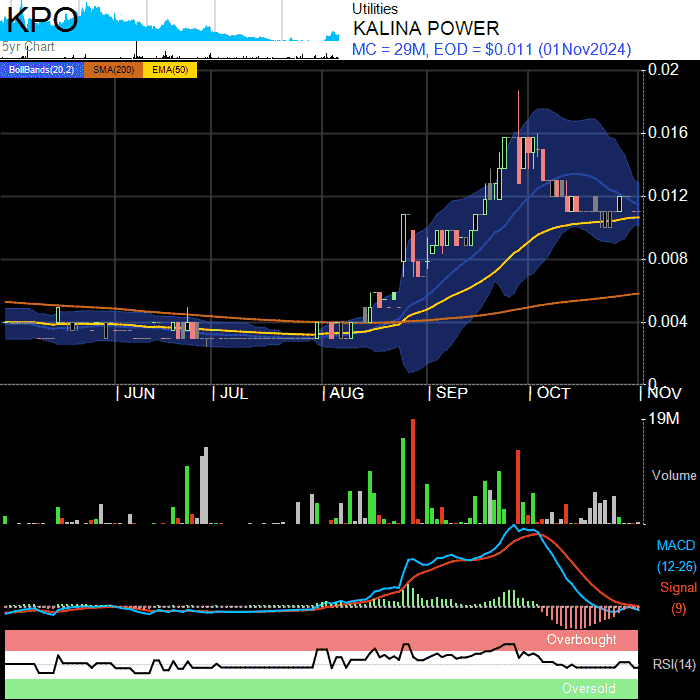 KPO
5yr Chart
Utilities
KALINA POWER
MC = 29M, EOD = $0.011 (01Nov2024)
BollBands(20,2) SMA(200) EMA(50)
0.02
0.016
0.012
0.008
0.004
0
JUN JUL AUG SEP OCT NOV
19M
Volume
MACD
(12-26)
Signal
(9)
Overbought
RSI(14)
Oversold